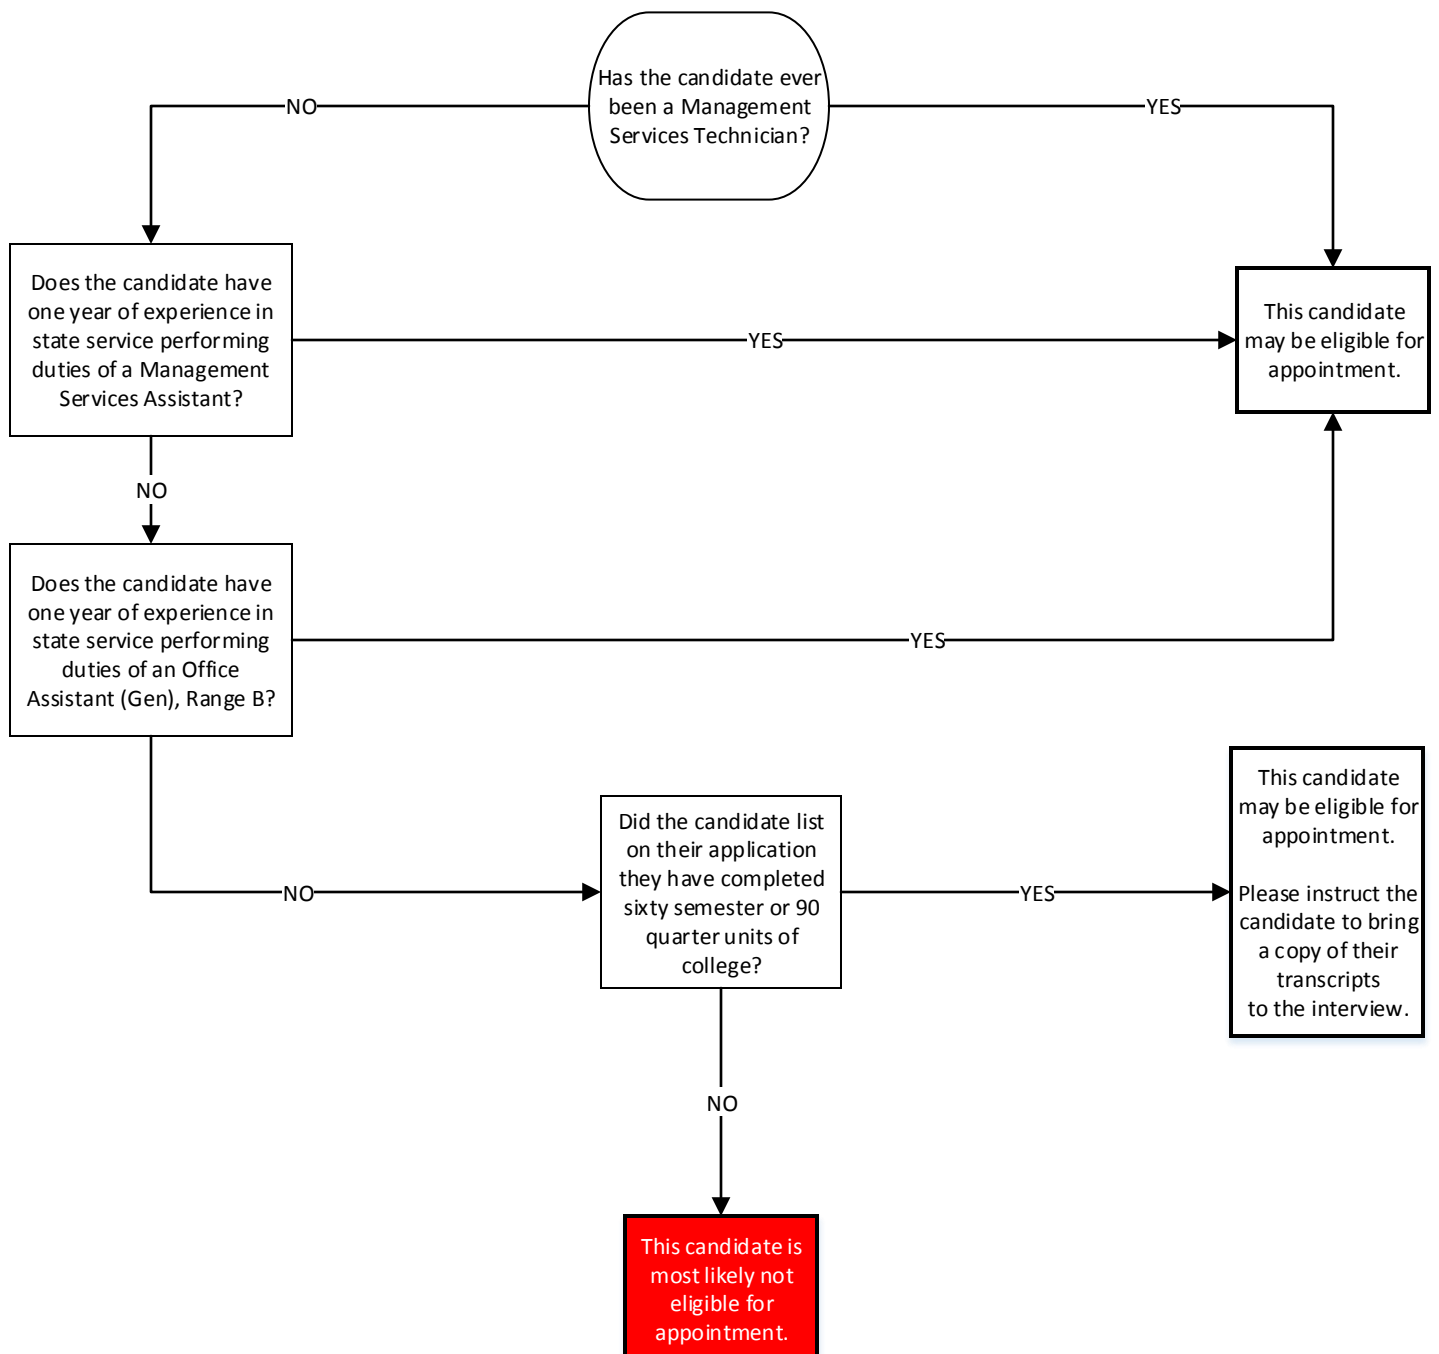 Has the candidate ever
been a Management
Services Technician?
NO
YES
Does the candidate have
one year of experience in
state service performing
duties of a Management
Services Assistant?
YES
This candidate
may be eligible for
appointment.
NO
Does the candidate have
one year of experience in
state service performing
duties of an Office
Assistant (Gen), Range B?
YES
NO
Did the candidate list
on their application
they have completed
sixty semester or 90
quarter units of
college?
YES
This candidate
may be eligible for
appointment.
Please instruct the
candidate to bring
a copy of their
transcripts
to the interview.
NO
This candidate is
most likely not
eligible for
appointment.